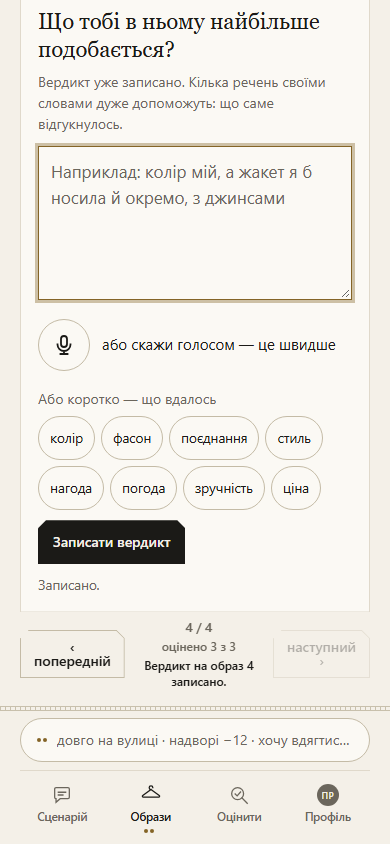 Що тобі в ньому найбільше
подобається?
Вердикт уже записано. Кілька речень своїми
словами дуже допоможуть: що саме
відгукнулось.
Наприклад: колір мій, а жакет я б
носила й окремо, з джинсами
або скажи голосом — це швидше
Або коротко — що вдалось
колір фасон поєднання стиль
нагода погода зручність ціна
Записати вердикт
Записано.
‹
попередній
4 / 4
оцінено 3 з 3
Вердикт на образ 4
записано.
наступний
›
довго на вулиці · надворі −12 · хочу вдягтис…
Сценарій Образи Оцінити ПР Профіль